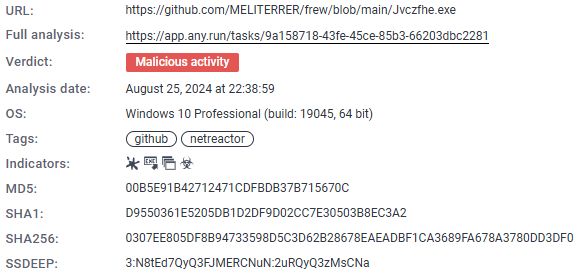 URL: https://github.com/MELITERRER/frew/blob/main/Jvczfhe.exe
Full analysis: https://app.any.run/tasks/9a158718-43fe-45ce-85b3-66203dbc2281
Verdict: Malicious activity
Analysis date: August 25, 2024 at 22:38:59
OS: Windows 10 Professional (build: 19045, 64 bit)
Tags: github netreactor
Indicators:
MD5: 00B5E91B42712471CDFBDB37B715670C
SHA1: D9550361E5205DB1D2DF9D02CC7E30503B8EC3A2
SHA256: 0307EE805DF8B94733598D5C3D62B28678EAEADBF1CA3689FA678A3780DD3DF0
SSDEEP: 3:N8tEd7QyQ3FJMERCNuN:2uRQyQ3zMsCNa